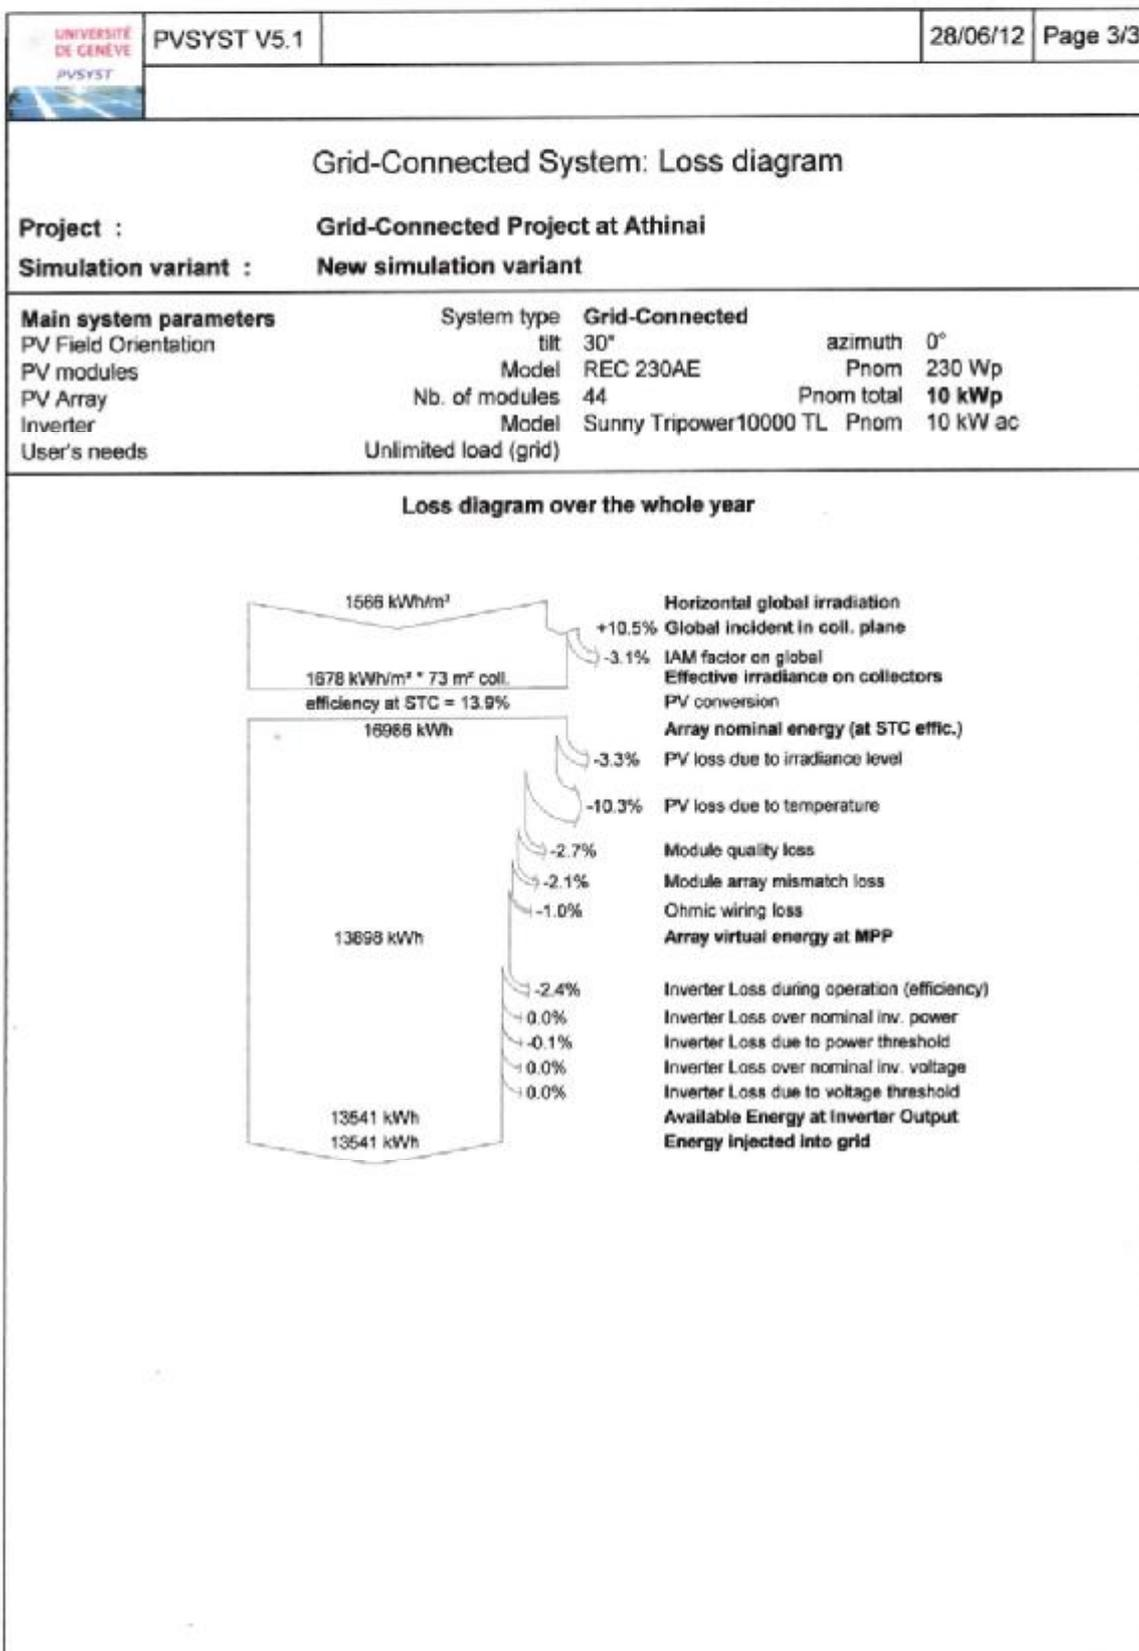 UNIVERSITÉ
DE GENÈVE
PVSYST
PVSYST V5.1
28/06/12
Page 3/3
Grid-Connected System: Loss diagram
Project : Grid-Connected Project at Athinai
Simulation variant : New simulation variant
Main system parameters System type Grid-Connected
PV Field Orientation tilt 30° azimuth 0°
PV modules Model REC 230AE Pnom 230 Wp
PV Array Nb. of modules 44 Pnom total 10 kWp
Inverter Model Sunny Tripower10000 TL Pnom 10 kW ac
User's needs Unlimited load (grid)
Loss diagram over the whole year
1566 kWh/m² Horizontal global irradiation
+10.5% Global incident in coll. plane
-3.1% IAM factor on global
1678 kWh/m² * 73 m² coll. Effective irradiance on collectors
efficiency at STC = 13.9% PV conversion
16986 kWh Array nominal energy (at STC effic.)
-3.3% PV loss due to irradiance level
-10.3% PV loss due to temperature
-2.7% Module quality loss
-2.1% Module array mismatch loss
-1.0% Ohmic wiring loss
13898 kWh Array virtual energy at MPP
-2.4% Inverter Loss during operation (efficiency)
0.0% Inverter Loss over nominal inv. power
-0.1% Inverter Loss due to power threshold
0.0% Inverter Loss over nominal inv. voltage
0.0% Inverter Loss due to voltage threshold
13541 kWh Available Energy at Inverter Output
13541 kWh Energy injected into grid